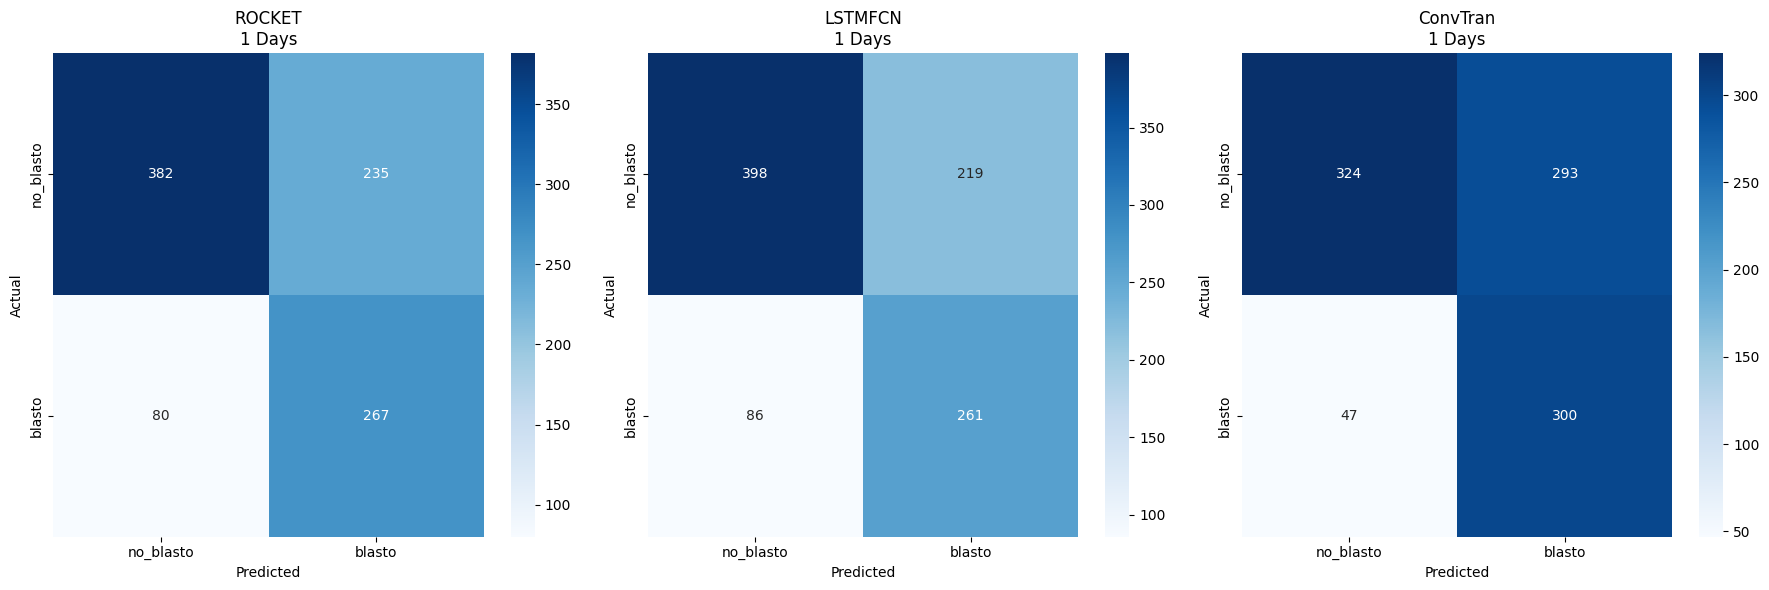 ROCKET
1 Days
no_blasto
blasto
Actual
382
235
80
267
no_blasto
blasto
Predicted
350
300
250
200
150
100
LSTMFCN
1 Days
no_blasto
blasto
Actual
398
219
86
261
no_blasto
blasto
Predicted
350
300
250
200
150
100
ConvTran
1 Days
no_blasto
blasto
Actual
324
293
47
300
no_blasto
blasto
Predicted
300
250
200
150
100
50